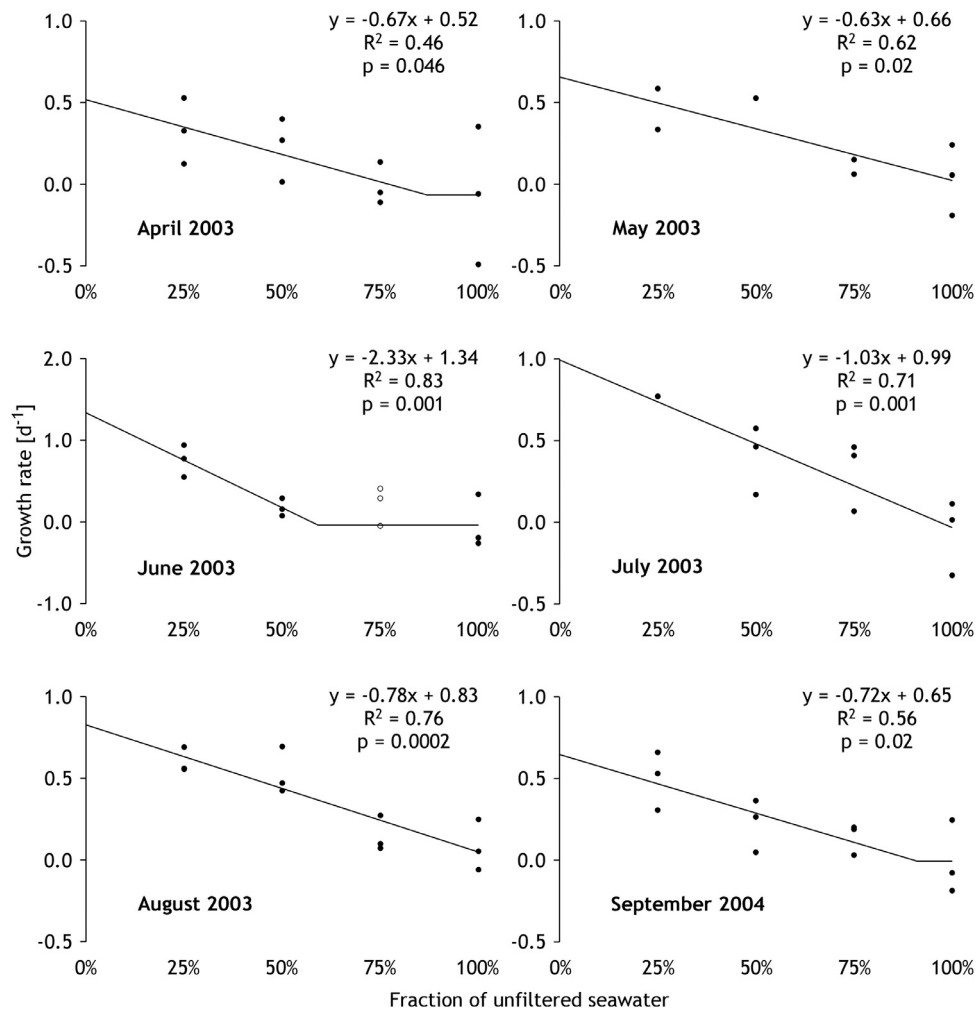 1.0
0.5
0.0
-0.5
y = -0.67x + 0.52
R² = 0.46
p = 0.046
April 2003
0% 25% 50% 75% 100%
1.0
0.5
0.0
-0.5
y = -0.63x + 0.66
R² = 0.62
p = 0.02
May 2003
0% 25% 50% 75% 100%
Growth rate [d⁻¹]
2.0
1.0
0.0
-1.0
y = -2.33x + 1.34
R² = 0.83
p = 0.001
June 2003
0% 25% 50% 75% 100%
1.0
0.5
0.0
-0.5
y = -1.03x + 0.99
R² = 0.71
p = 0.001
July 2003
0% 25% 50% 75% 100%
1.0
0.5
0.0
-0.5
y = -0.78x + 0.83
R² = 0.76
p = 0.0002
August 2003
0% 25% 50% 75% 100%
1.0
0.5
0.0
-0.5
y = -0.72x + 0.65
R² = 0.56
p = 0.02
September 2004
0% 25% 50% 75% 100%
Fraction of unfiltered seawater